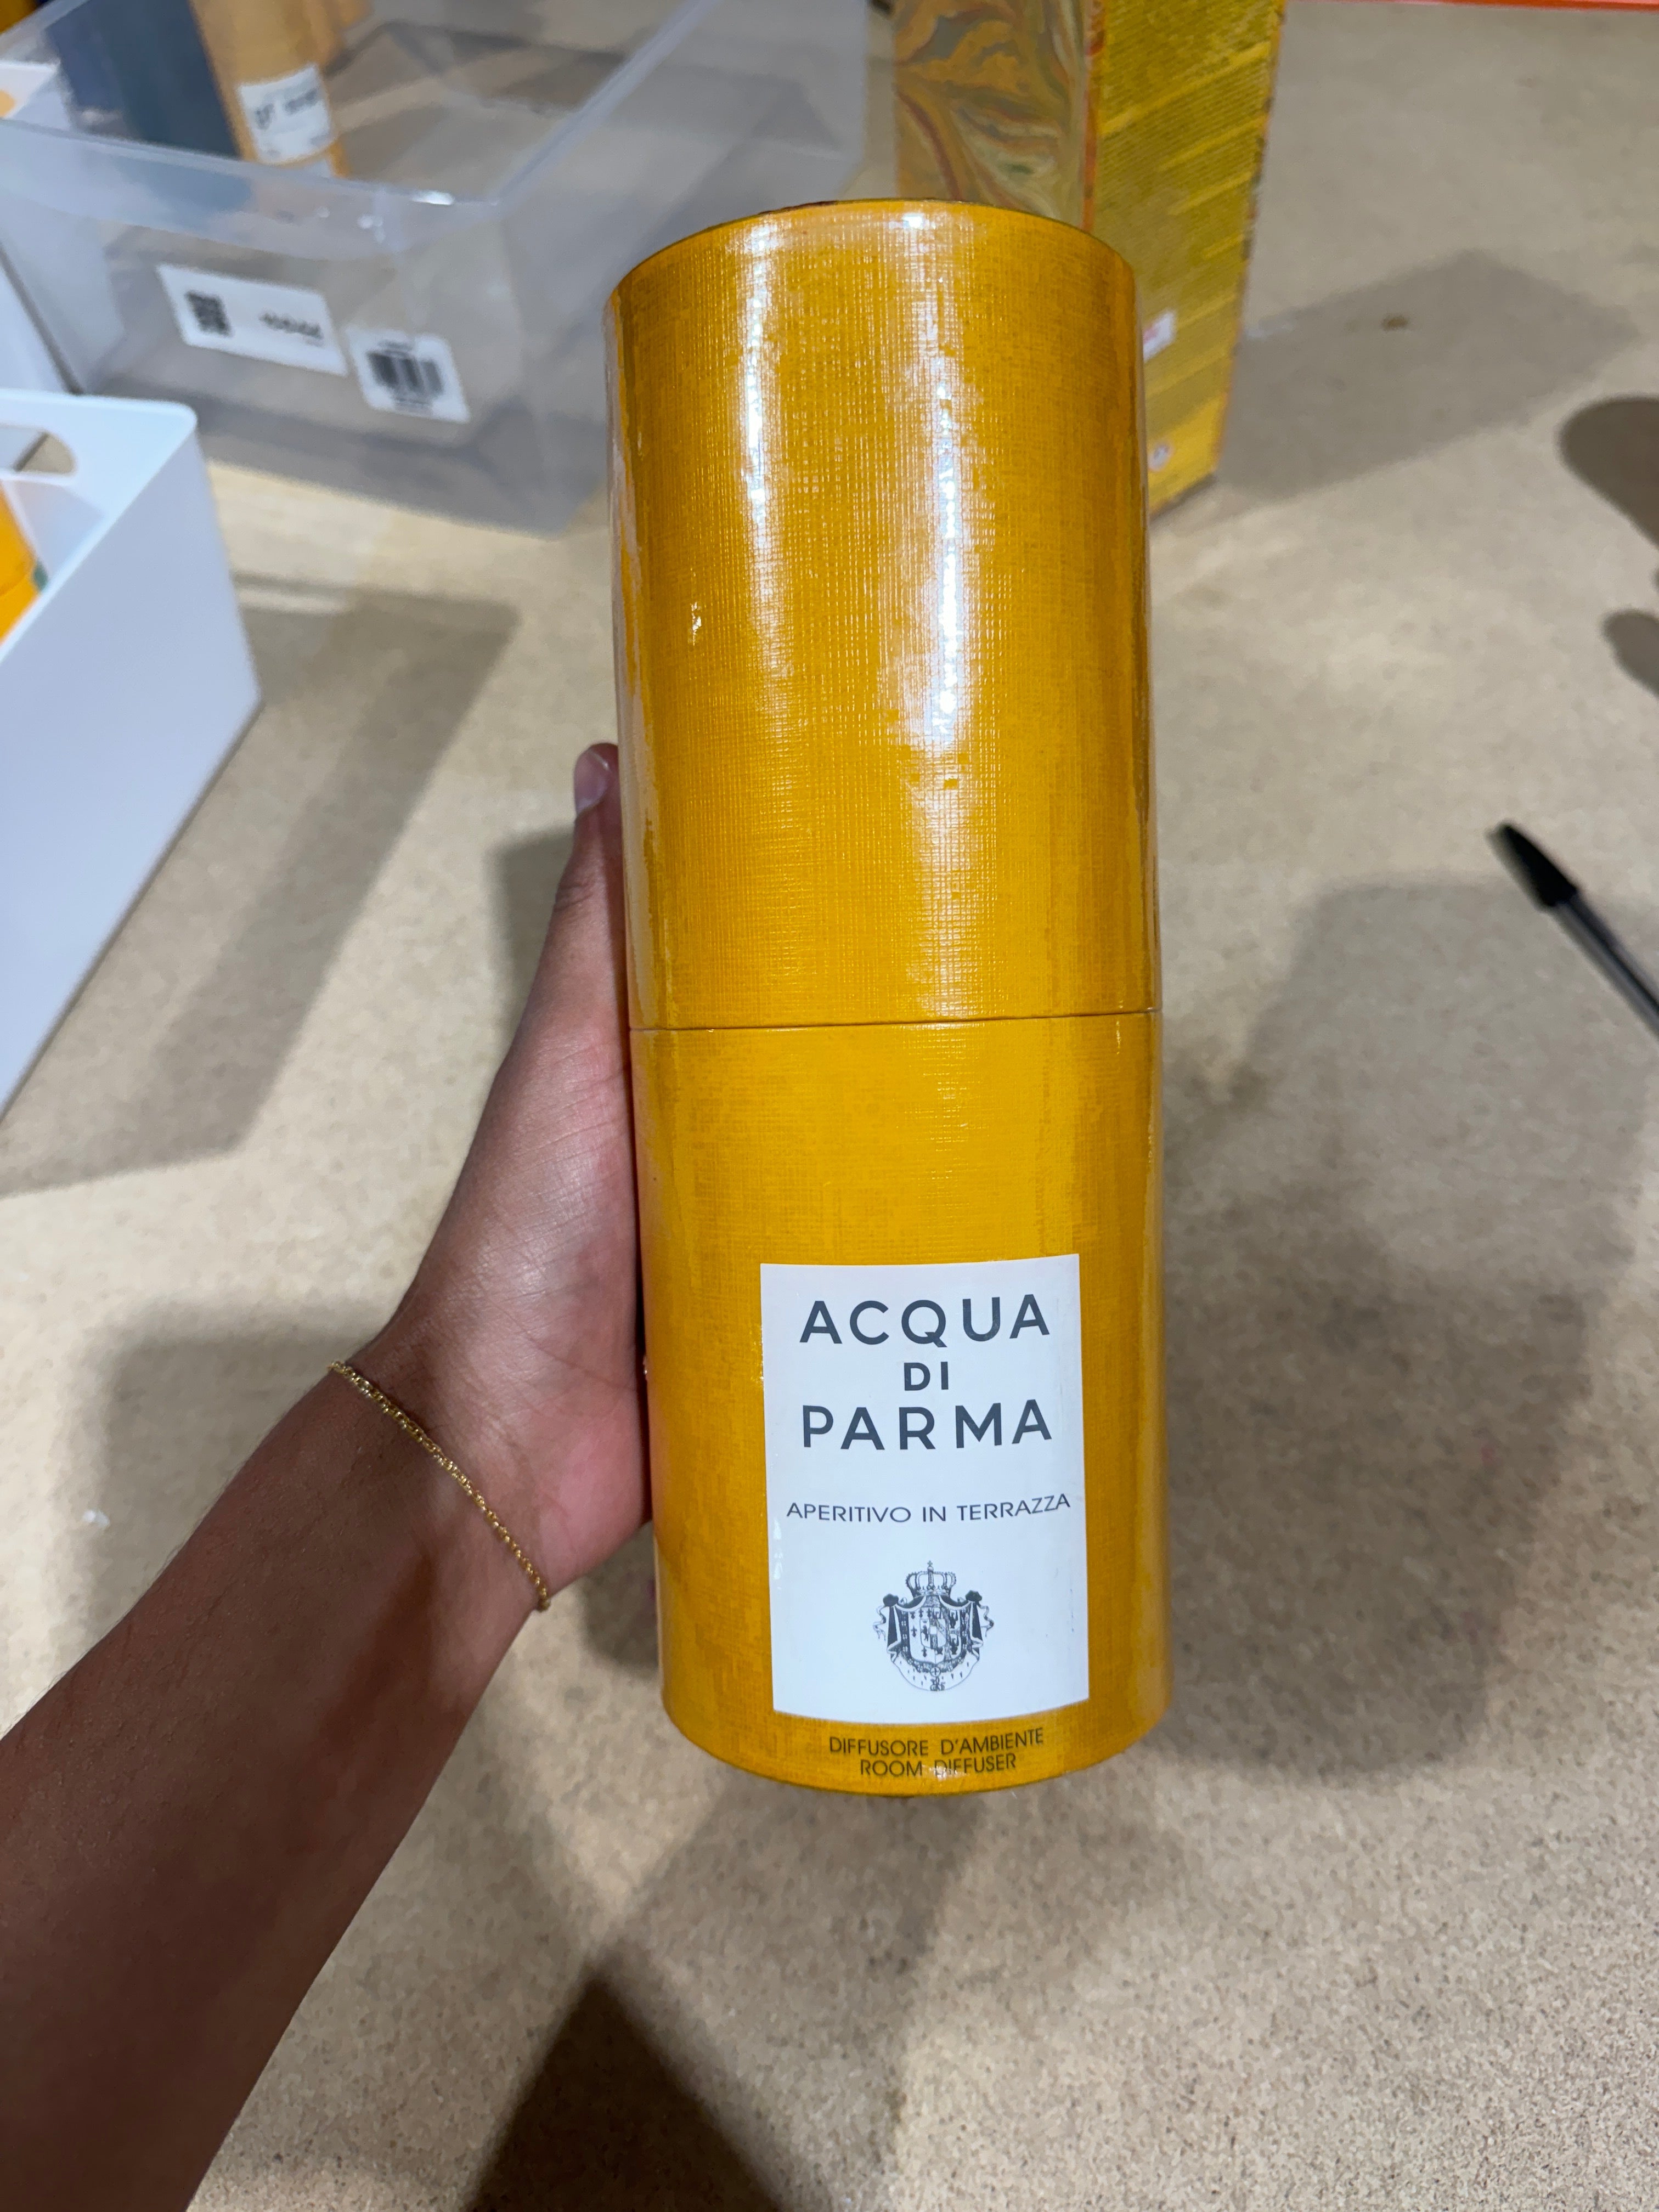 ACQUA
DI
PARMA
APERITIVO IN TERRAZZA
DIFFUSORE D'AMBIENTE
ROOM DIFFUSER